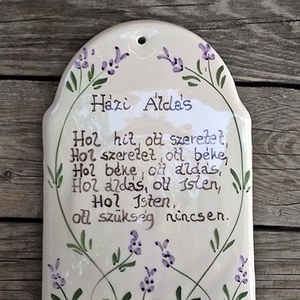 Házi Áldás
Hol hit, ott szeretet,
Hol szeretet, ott béke,
Hol béke, ott áldás,
Hol áldás, ott Isten,
Hol Isten,
ott szükség nincsen.